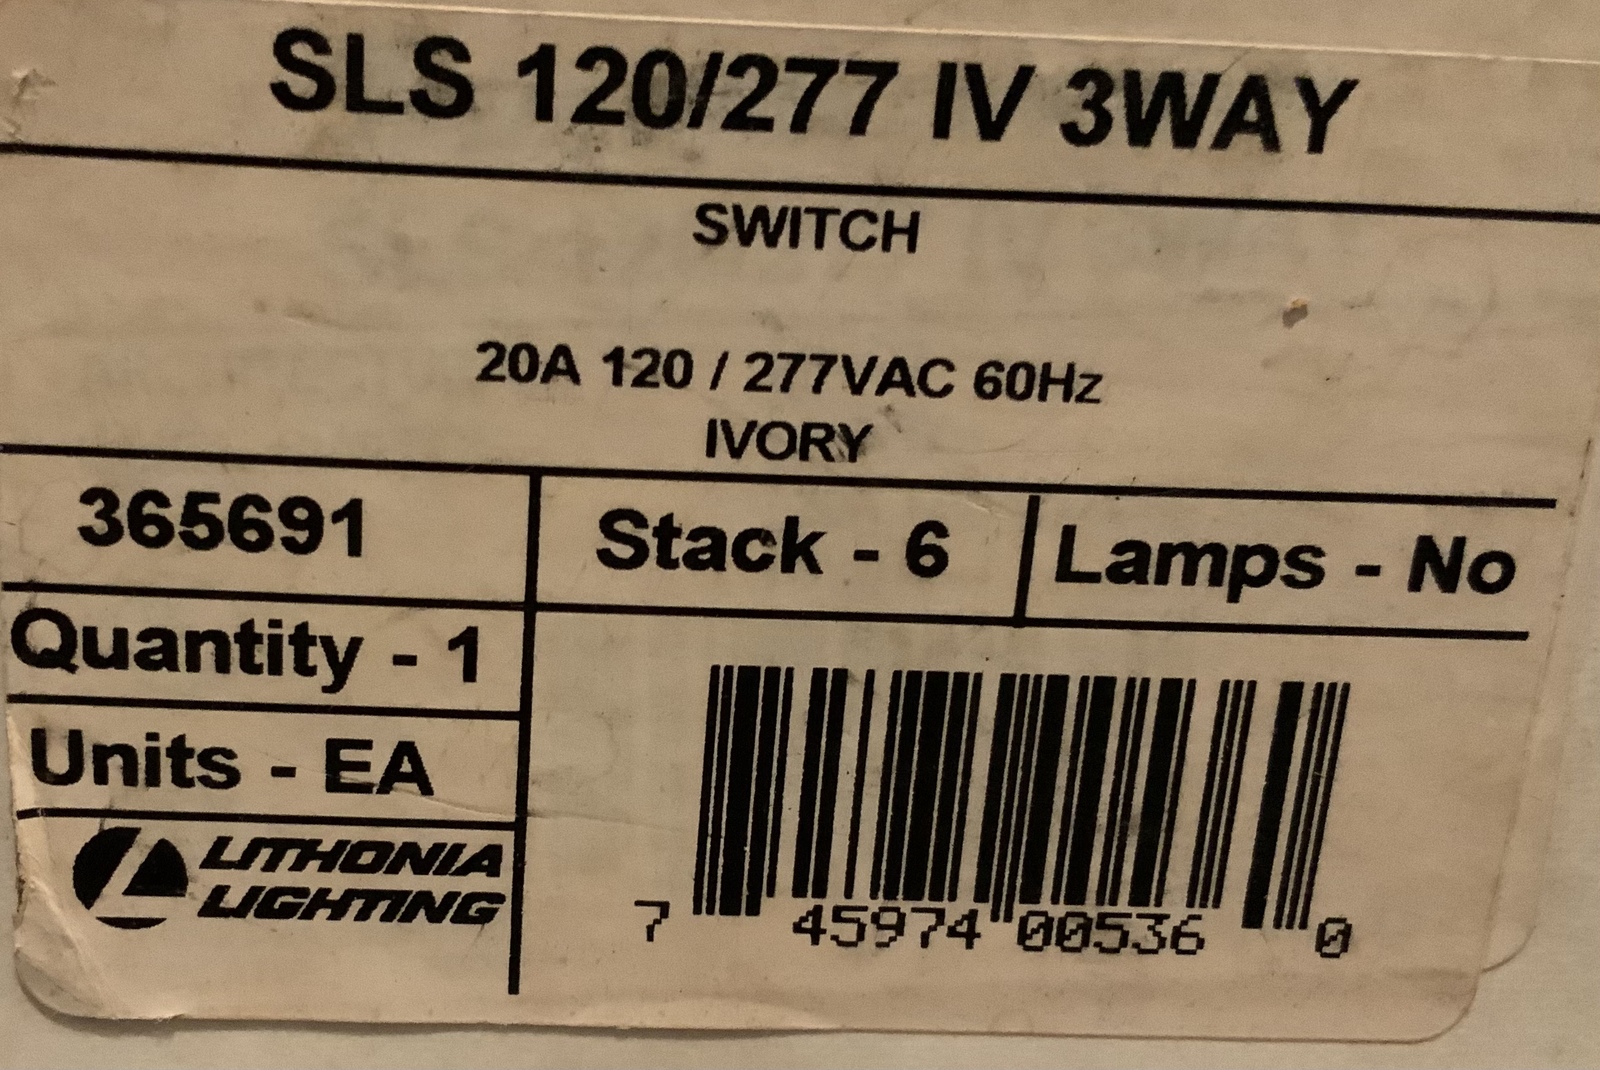 SLS 120/277 IV 3WAY
SWITCH
20A 120 / 277VAC 60Hz
IVORY
365691
Stack - 6
Lamps - No
Quantity - 1
Units - EA
LITHONIA
LIGHTING
7 45974 00536 0